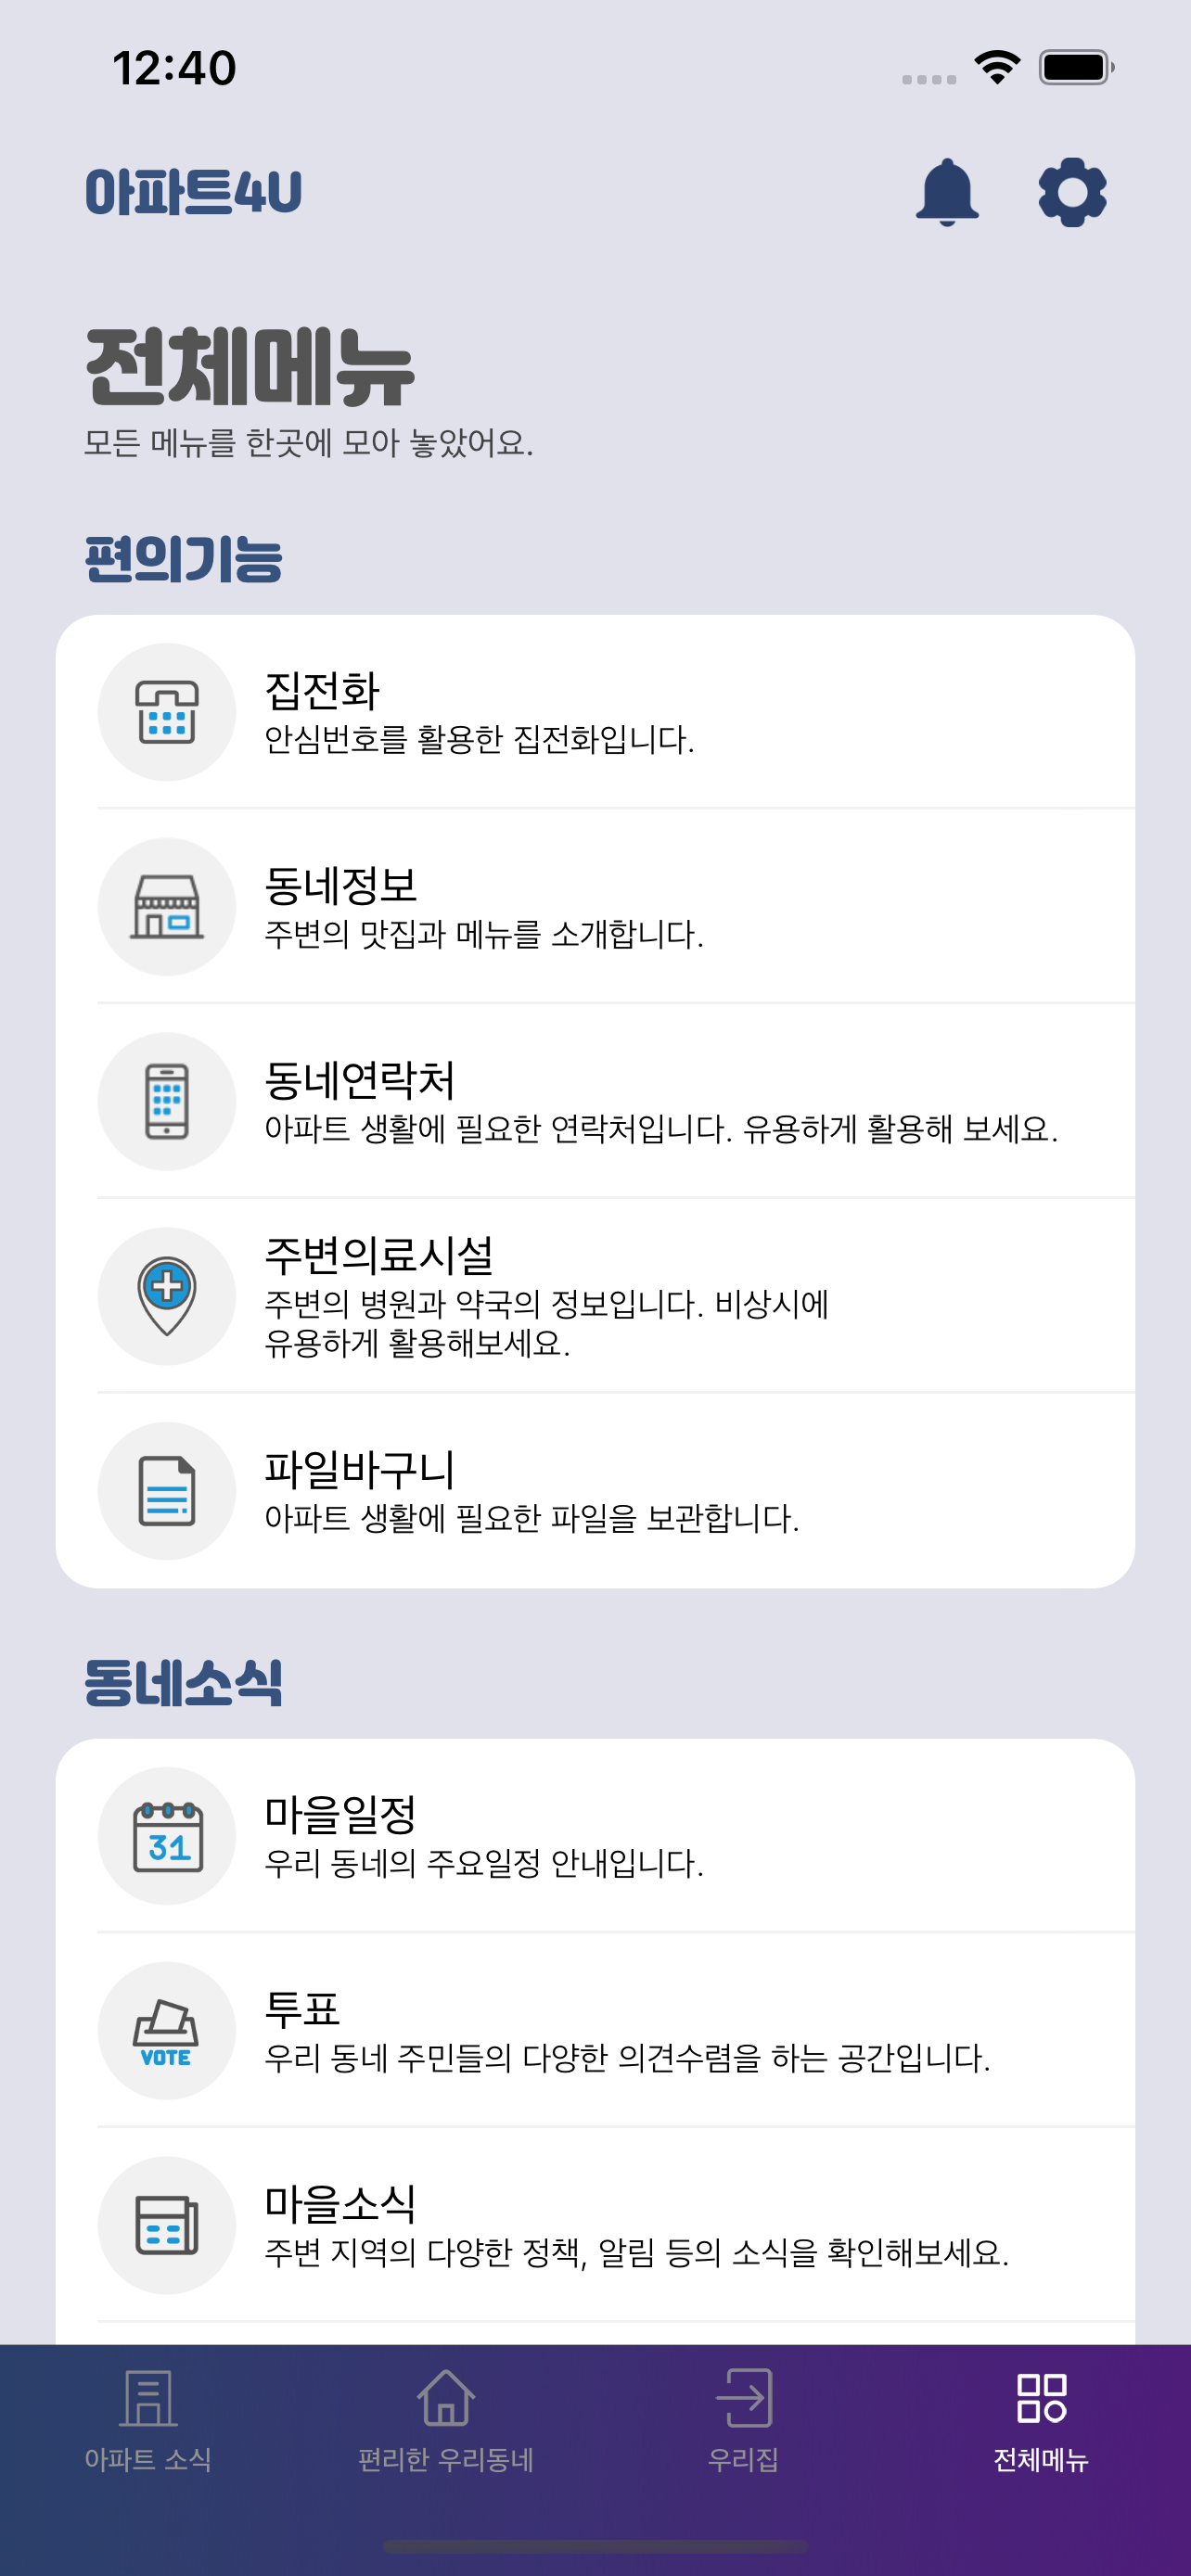 12:40
아파트4U
전체메뉴
모든 메뉴를 한곳에 모아 놓았어요.
편의기능
집전화
안심번호를 활용한 집전화입니다.
동네정보
주변의 맛집과 메뉴를 소개합니다.
동네연락처
아파트 생활에 필요한 연락처입니다. 유용하게 활용해 보세요.
주변의료시설
주변의 병원과 약국의 정보입니다. 비상시에
유용하게 활용해보세요.
파일바구니
아파트 생활에 필요한 파일을 보관합니다.
동네소식
31
마을일정
우리 동네의 주요일정 안내입니다.
VOTE
투표
우리 동네 주민들의 다양한 의견수렴을 하는 공간입니다.
마을소식
주변 지역의 다양한 정책, 알림 등의 소식을 확인해보세요.
아파트 소식
편리한 우리동네
우리집
전체메뉴